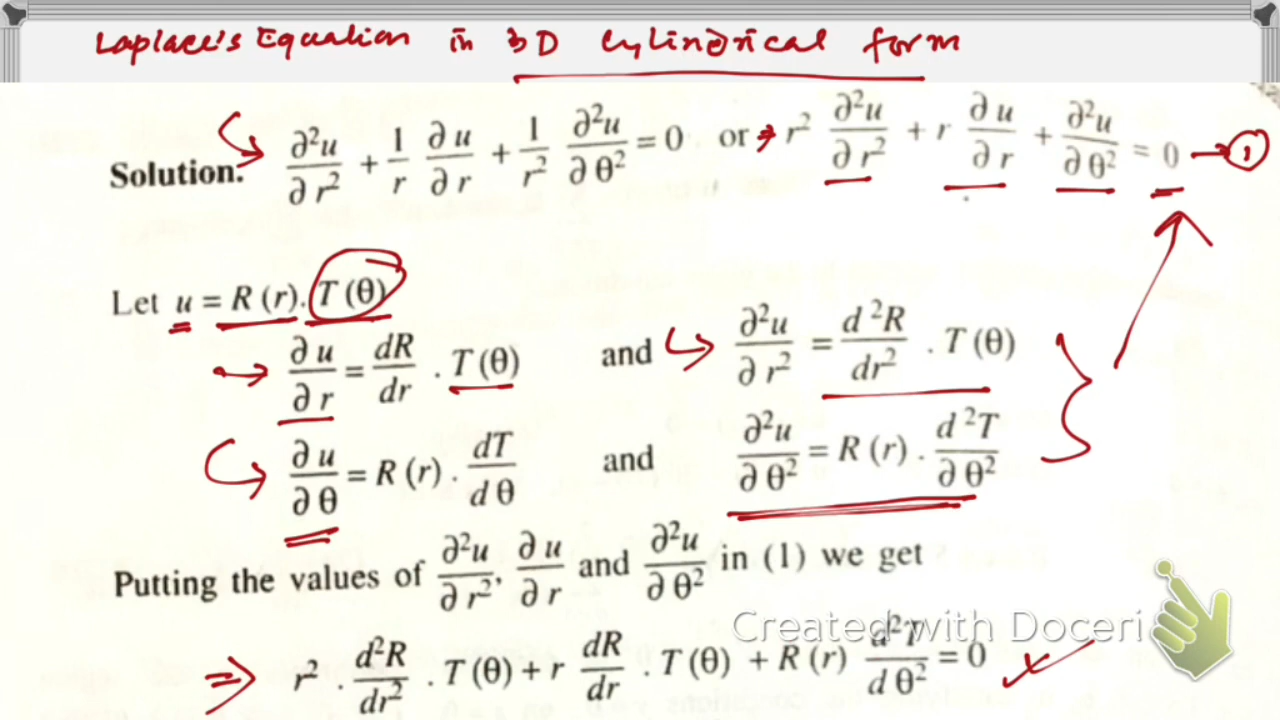 Laplace's Equation in 3D Cylindrical form
Solution. ∂²u/∂r² + 1/r ∂u/∂r + 1/r² ∂²u/∂θ² = 0 or r² ∂²u/∂r² + r ∂u/∂r + ∂²u/∂θ² = 0 → 1
Let u = R (r). T (θ)
∂u/∂r = dR/dr . T (θ) and ∂²u/∂r² = d²R/dr² . T (θ)
∂u/∂θ = R (r) . dT/dθ and ∂²u/∂θ² = R (r) . d²T/∂θ²
Putting the values of ∂²u/∂r², ∂u/∂r and ∂²u/∂θ² in (1) we get
Created with Doceri
⇒ r² . d²R/dr² . T (θ) + r dR/dr . T (θ) + R (r) d²T/dθ² = 0